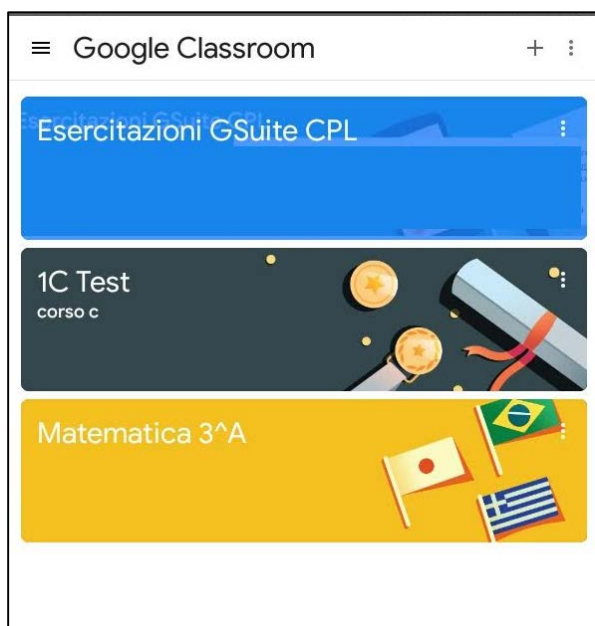 Google Classroom
Esercitazioni GSuite CPL
1C Test
corso c
Matematica 3^A